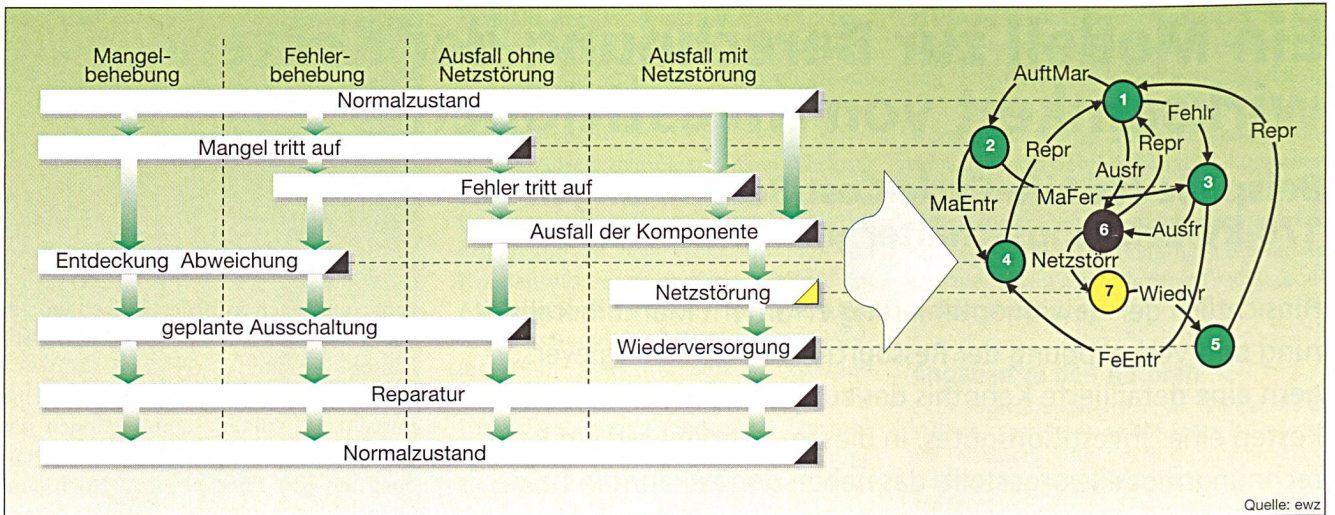 Mangel-
behebung
Fehler-
behebung
Ausfall ohne
Netzstörung
Ausfall mit
Netzstörung
Normalzustand
Mangel tritt auf
Fehler tritt auf
Ausfall der Komponente
Entdeckung Abweichung
Netzstörung
geplante Ausschaltung
Wiederversorgung
Reparatur
Normalzustand
AuftMar
1
Fehlr
Repr
2
Repr
Repr
Ausfr
3
MaEntr
MaFer
6
Ausfr
4
Netzstörr
7
Wiedvr
5
FeEntr
Quelle: ewz